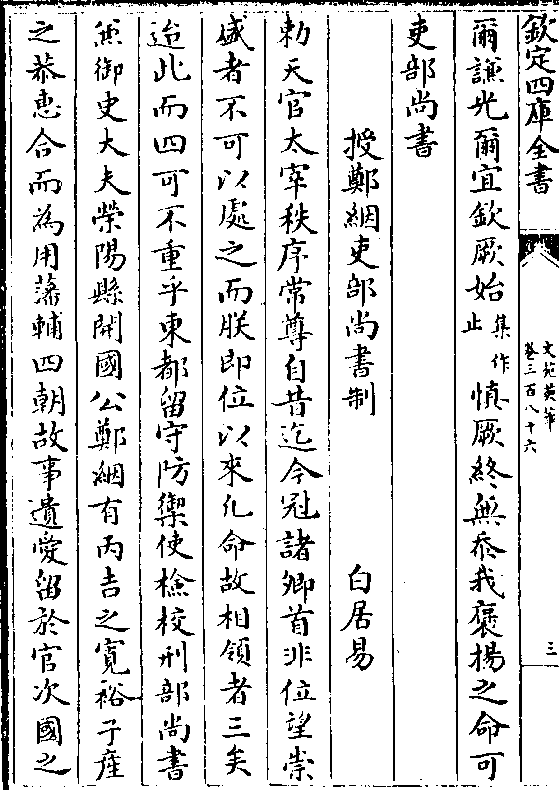 欽定四庫全書
文苑英華
卷三百八十六
三
爾謙光爾宜欽厥始集作止慎厥終無忝我褒揚之命可
吏部尚書
授鄭絪吏部尚書制 白居易
勅天官太宰秩序常尊自昔迄今冠諸卿首非位望崇
盛者不可以處之而朕即位以來凡命故相領者三矣
迨此而四可不重乎東都留守防禦使檢校刑部尚書
兼御史大夫滎陽縣開國公鄭絪有丙吉之寛裕子産
之恭惠合而為用藩輔四朝故事遺愛留於官次國之